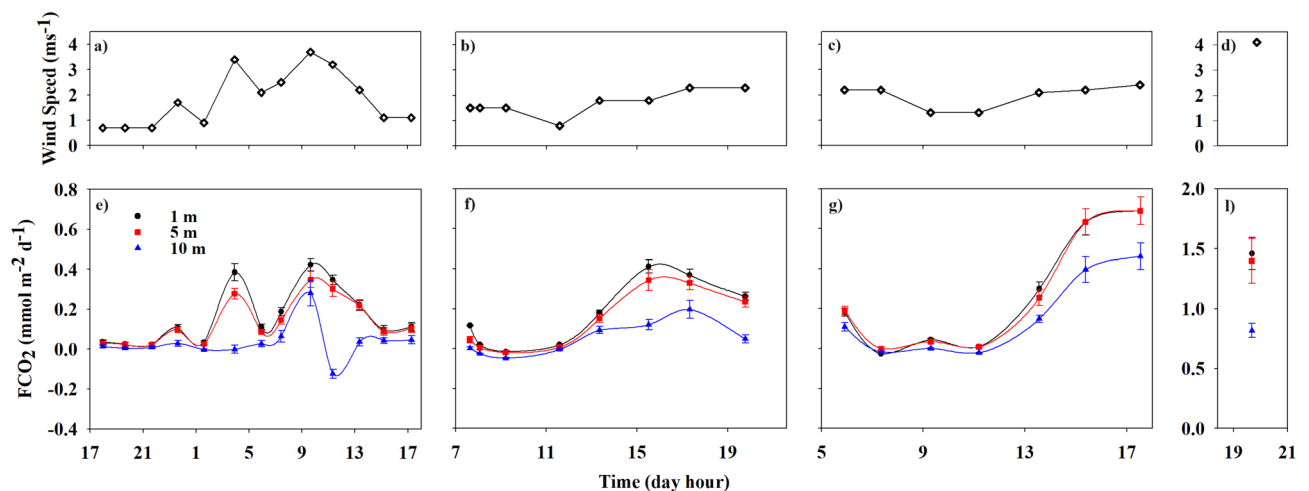 a)
b)
c)
d)
Wind Speed (ms-1)
4
3
2
1
0
4
3
2
1
0
e)
f)
g)
l)
1 m
5 m
10 m
FCO2 (mmol m-2 d-1)
0.8
0.6
0.4
0.2
0.0
-0.2
-0.4
2.0
1.5
1.0
0.5
0.0
17 21 1 5 9 13 17
7 11 15 19
5 9 13 17
19 21
Time (day hour)